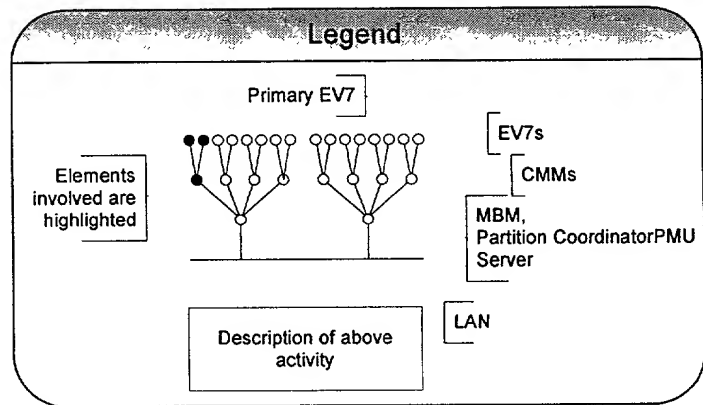 Legend
Primary EV7
EV7s
CMMs
Elements
involved are
highlighted
MBM,
Partition CoordinatorPMU
Server
LAN
Description of above
activity